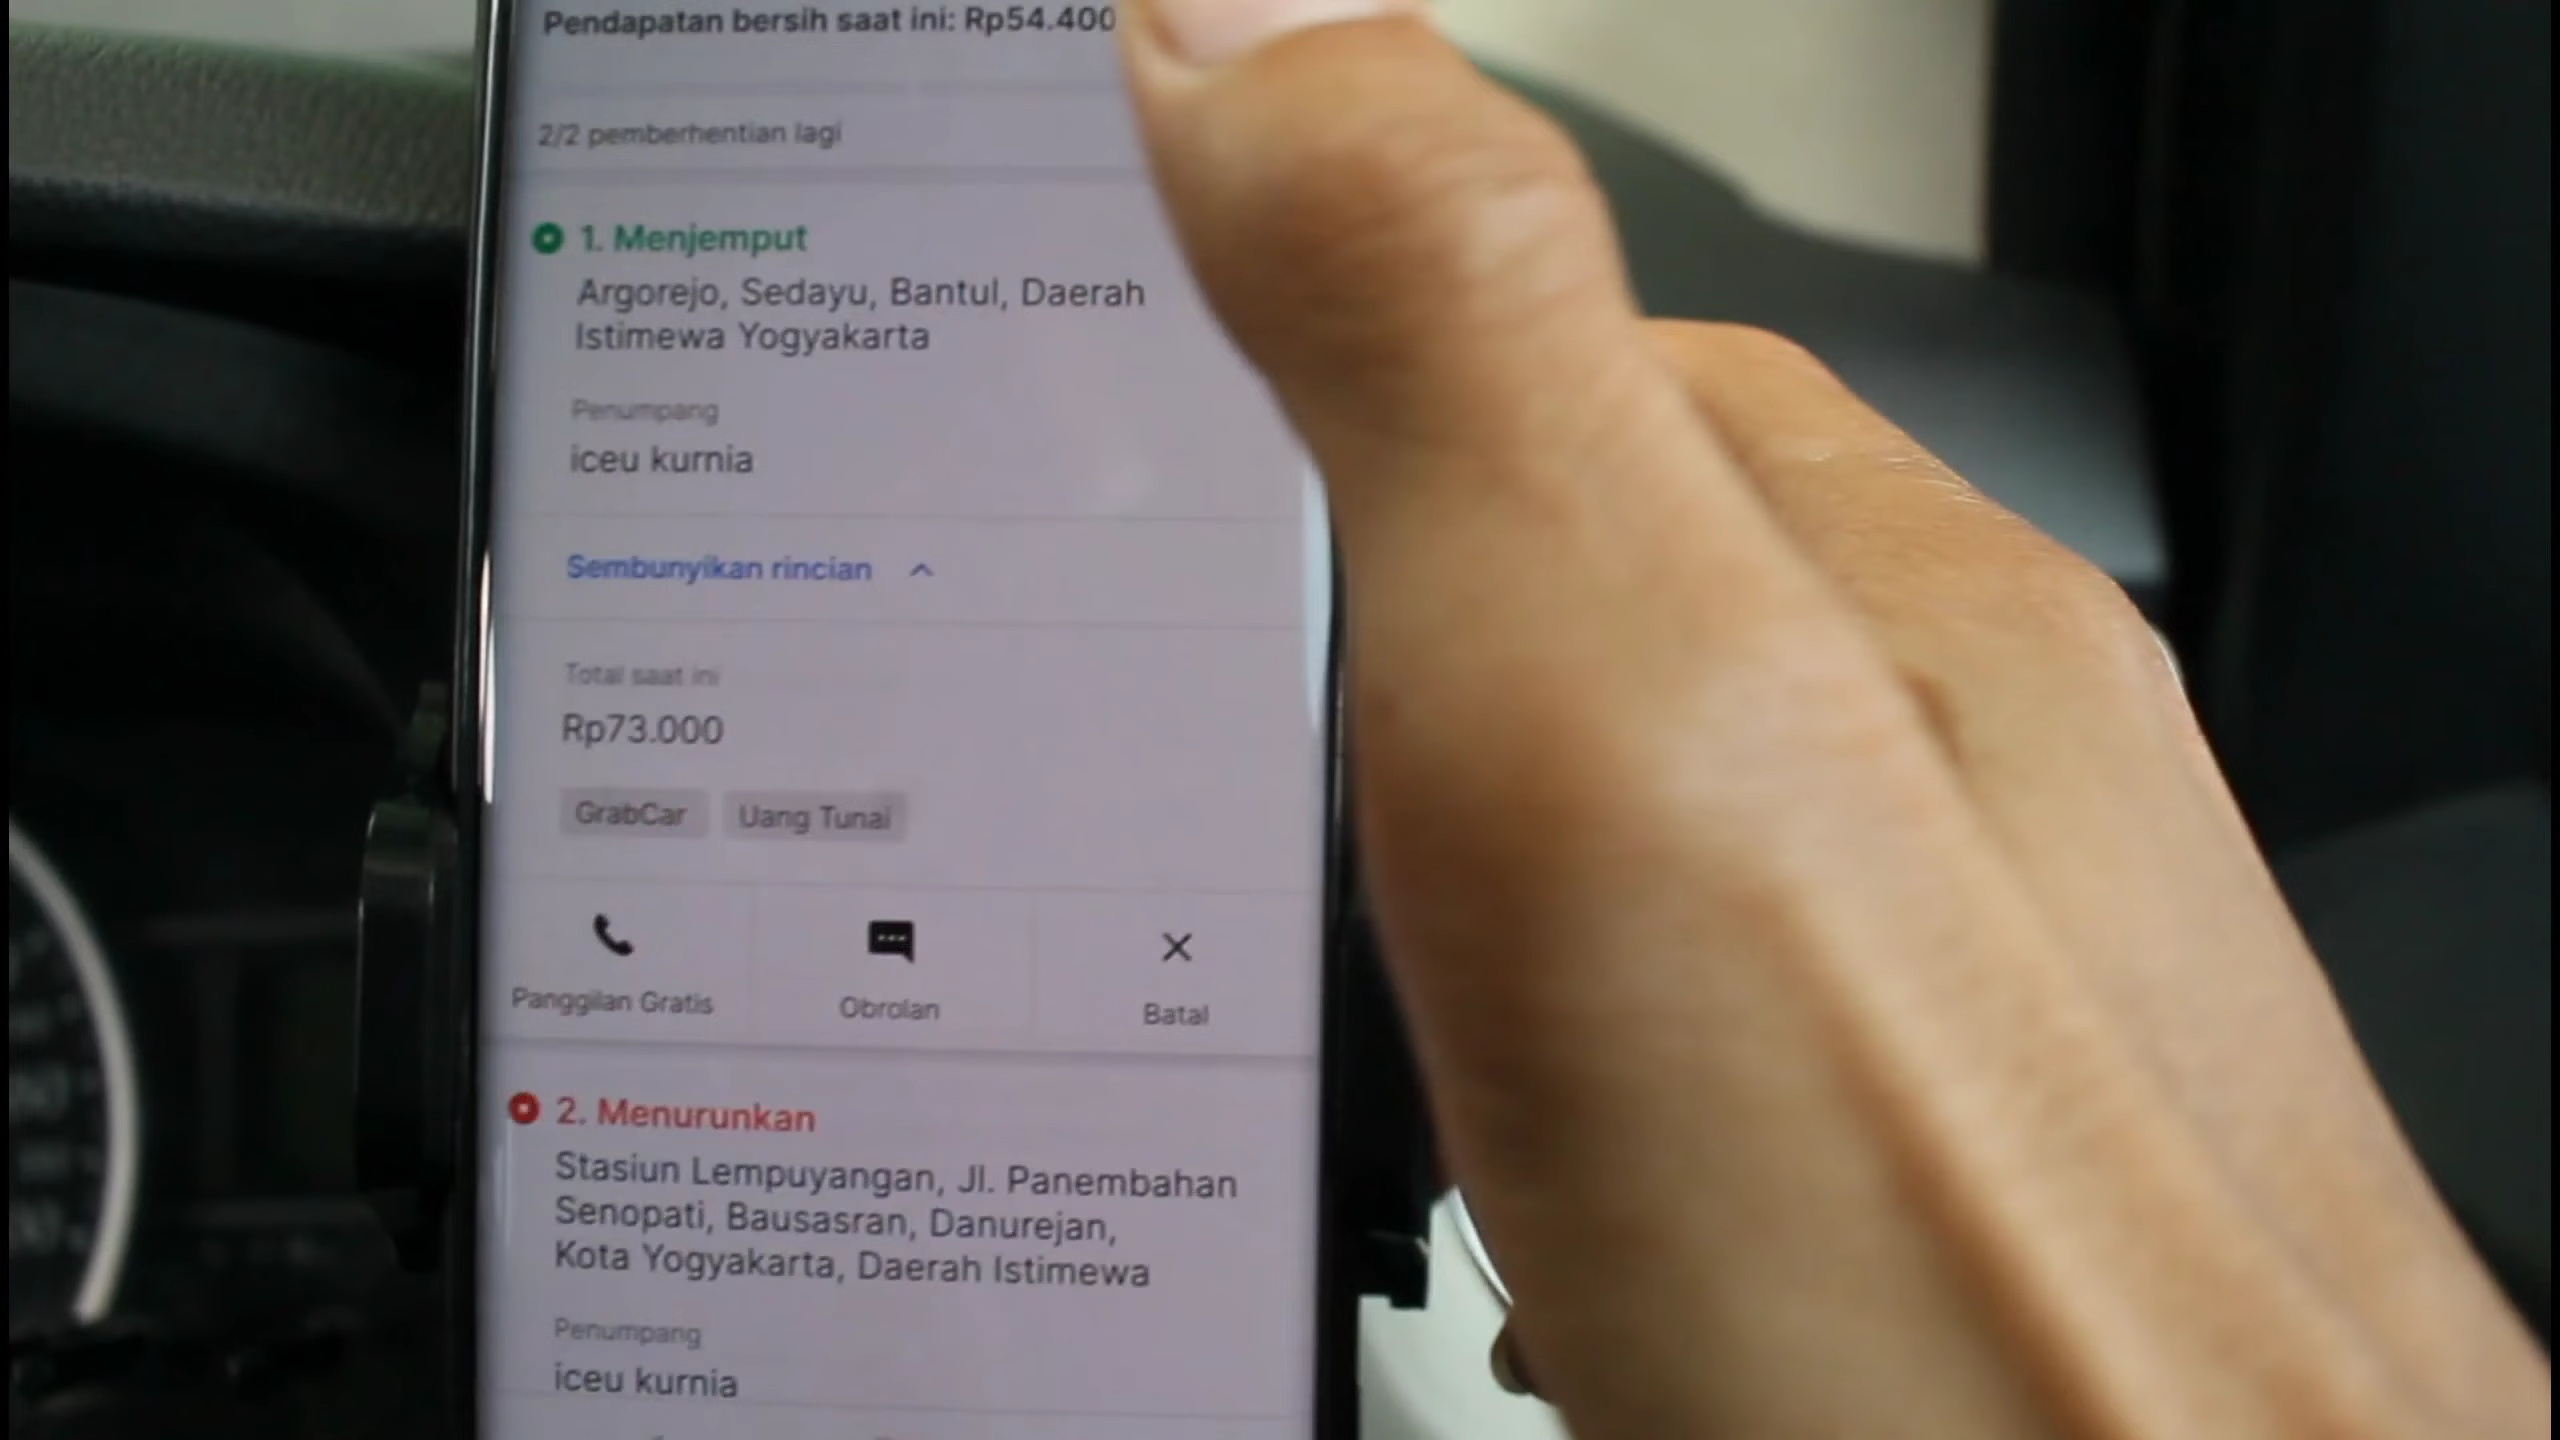 Pendapatan bersih saat ini: Rp54.400
2/2 pemberhentian lagi
1. Menjemput
Argorejo, Sedayu, Bantul, Daerah
Istimewa Yogyakarta
Penumpang
iceu kurnia
Sembunyikan rincian
Total saat ini
Rp73.000
GrabCar Uang Tunai
Panggilan Gratis Obrolan Batal
2. Menurunkan
Stasiun Lempuyangan, Jl. Panembahan
Senopati, Bausasran, Danurejan,
Kota Yogyakarta, Daerah Istimewa
Penumpang
iceu kurnia